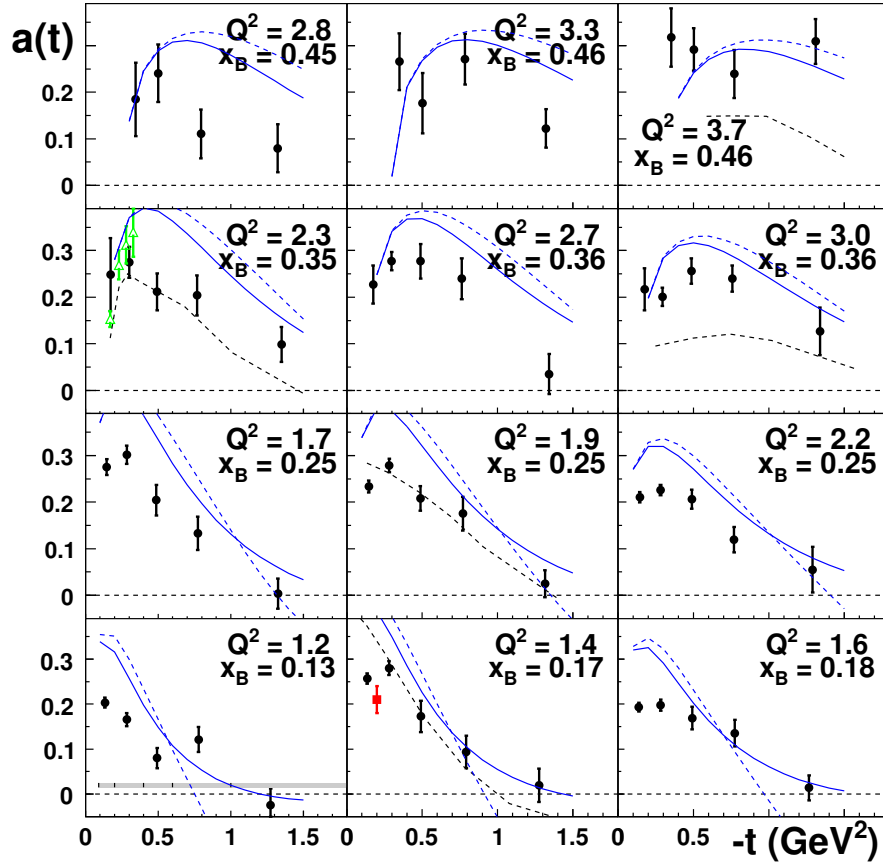 a(t)
Q² = 2.8
x_B = 0.45
Q² = 3.3
x_B = 0.46
Q² = 3.7
x_B = 0.46
0.2
0.1
0
Q² = 2.3
x_B = 0.35
Q² = 2.7
x_B = 0.36
Q² = 3.0
x_B = 0.36
0.3
0.2
0.1
0
Q² = 1.7
x_B = 0.25
Q² = 1.9
x_B = 0.25
Q² = 2.2
x_B = 0.25
0.3
0.2
0.1
0
Q² = 1.2
x_B = 0.13
Q² = 1.4
x_B = 0.17
Q² = 1.6
x_B = 0.18
0.3
0.2
0.1
0
0 0.5 1 0.5 1 1.5 0.5 1 1.5
-t (GeV²)